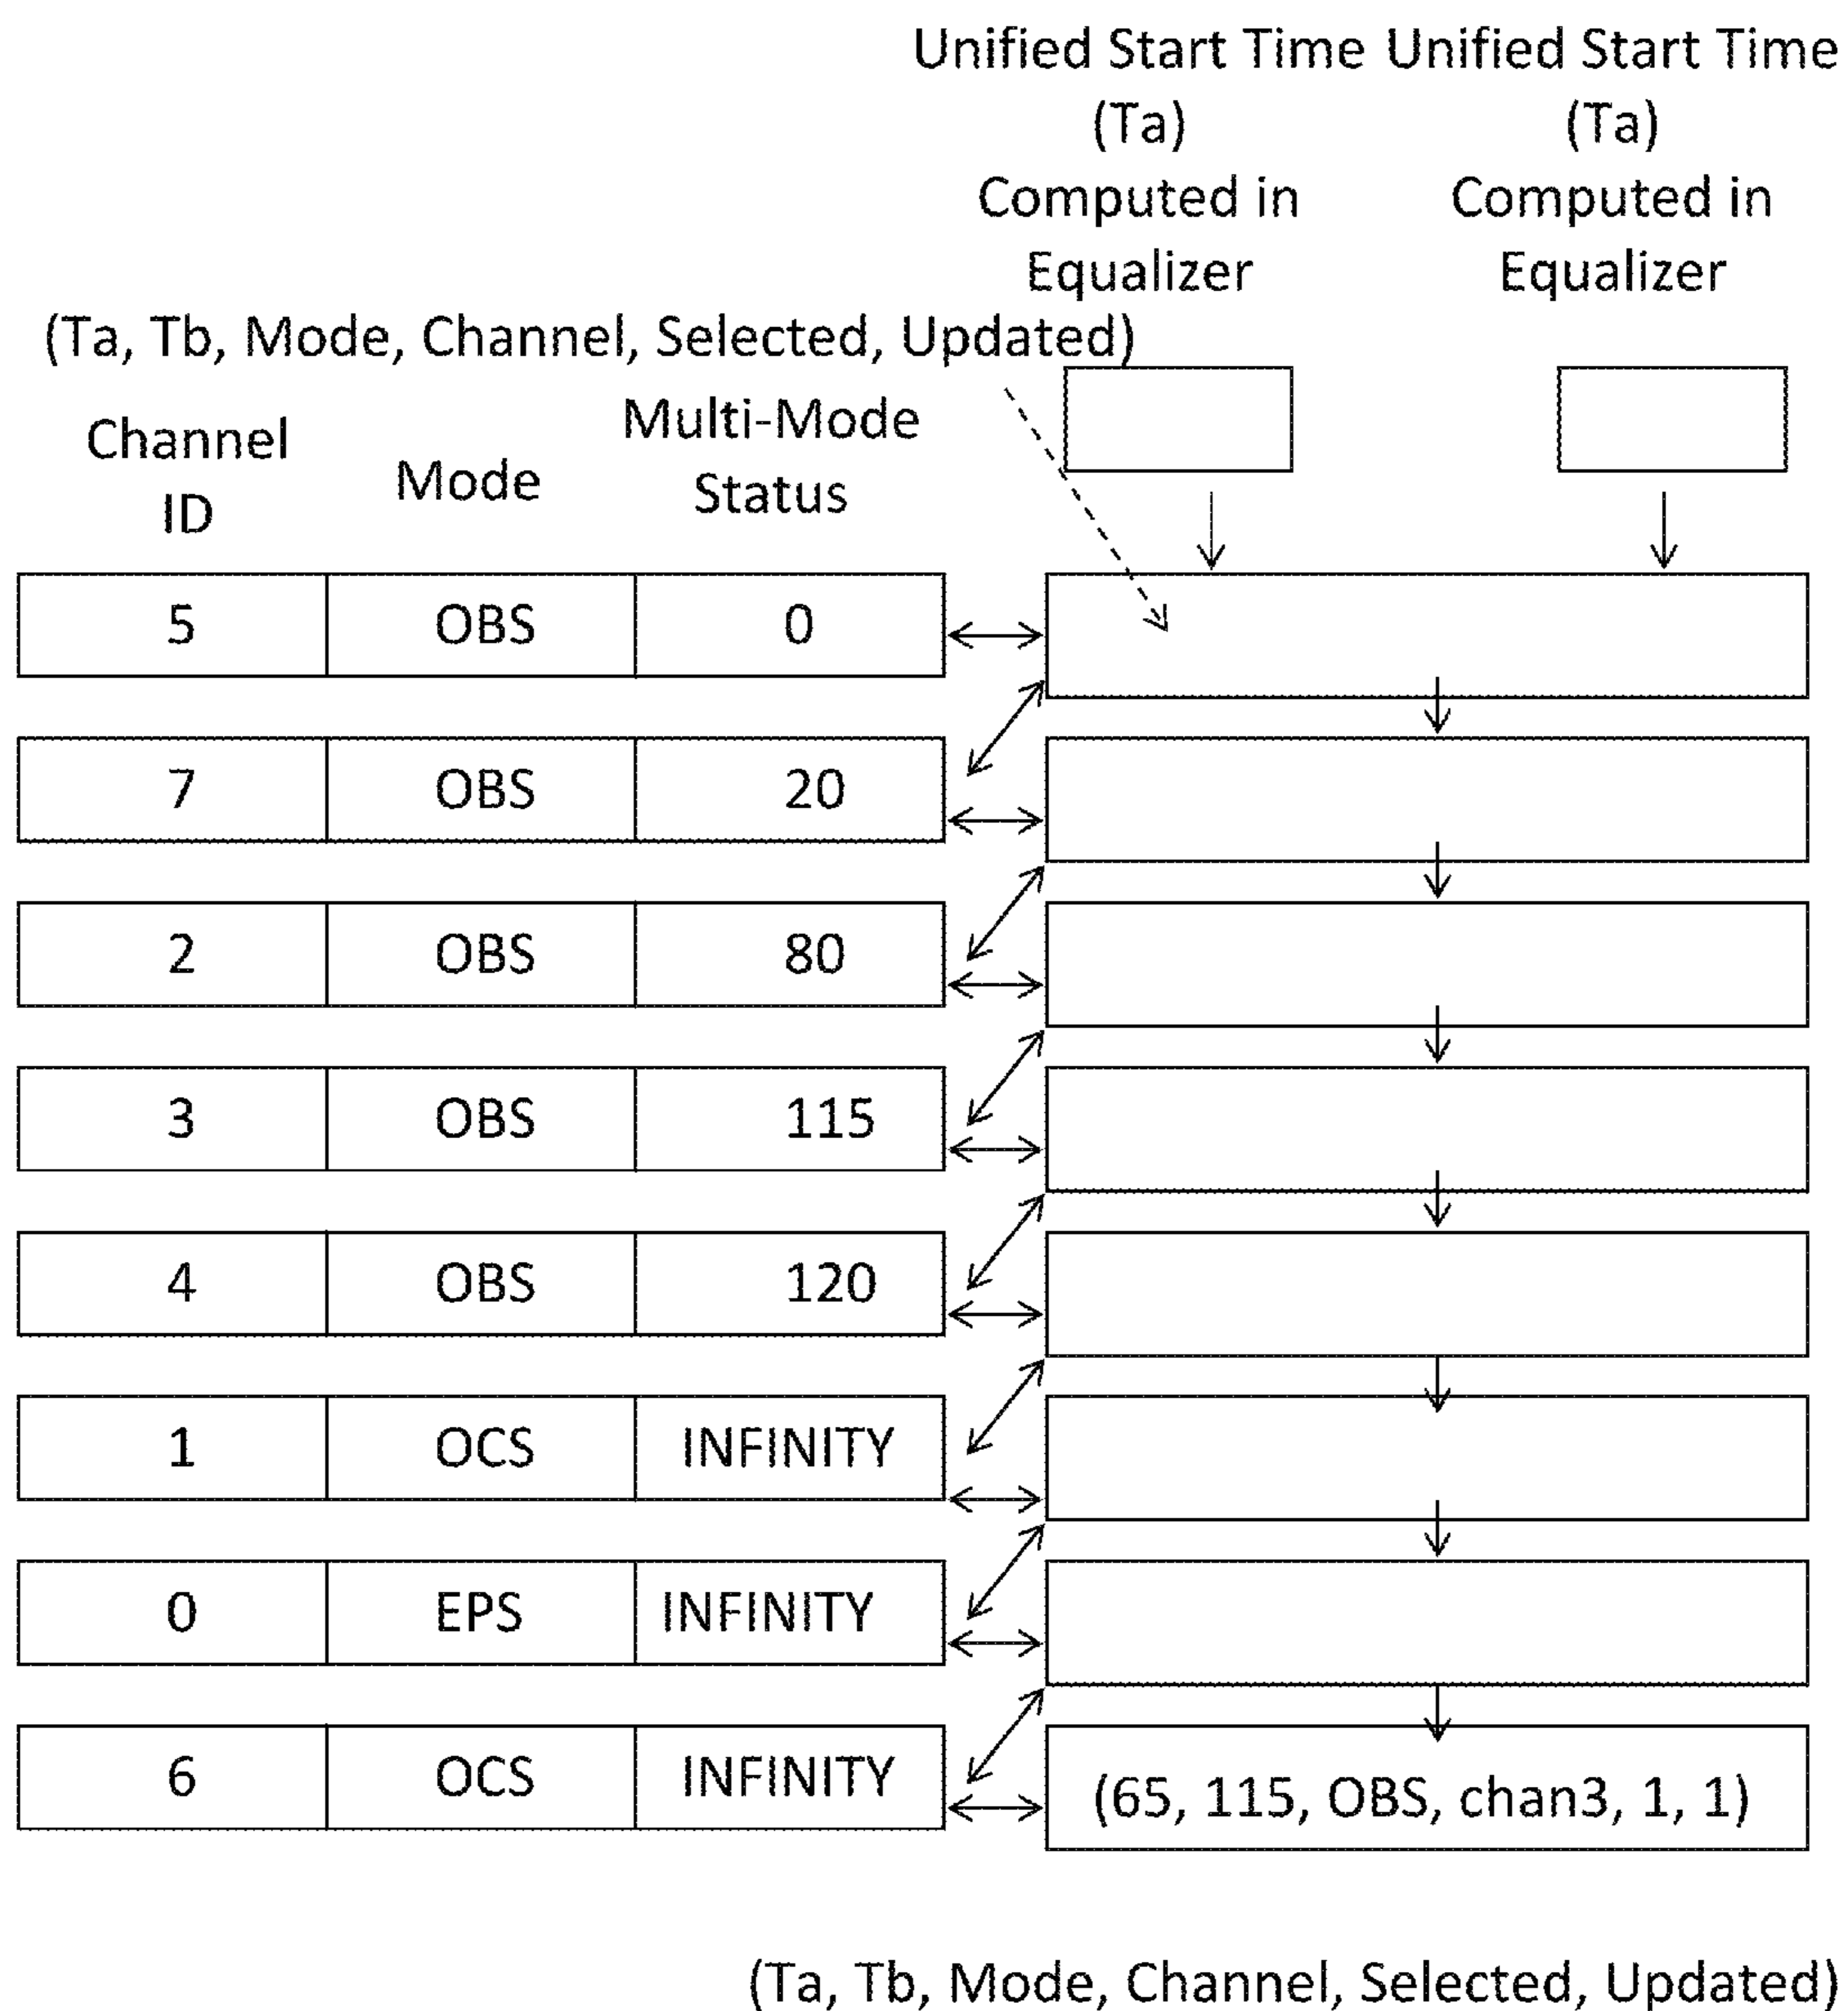 Unified Start Time Unified Start Time
(Ta) (Ta)
Computed in Computed in
Equalizer Equalizer
(Ta, Tb, Mode, Channel, Selected, Updated)
Channel ID Mode Multi-Mode Status
5 OBS 0
7 OBS 20
2 OBS 80
3 OBS 115
4 OBS 120
1 OCS INFINITY
0 EPS INFINITY
6 OCS INFINITY (65, 115, OBS, chan3, 1, 1)
(Ta, Tb, Mode, Channel, Selected, Updated)